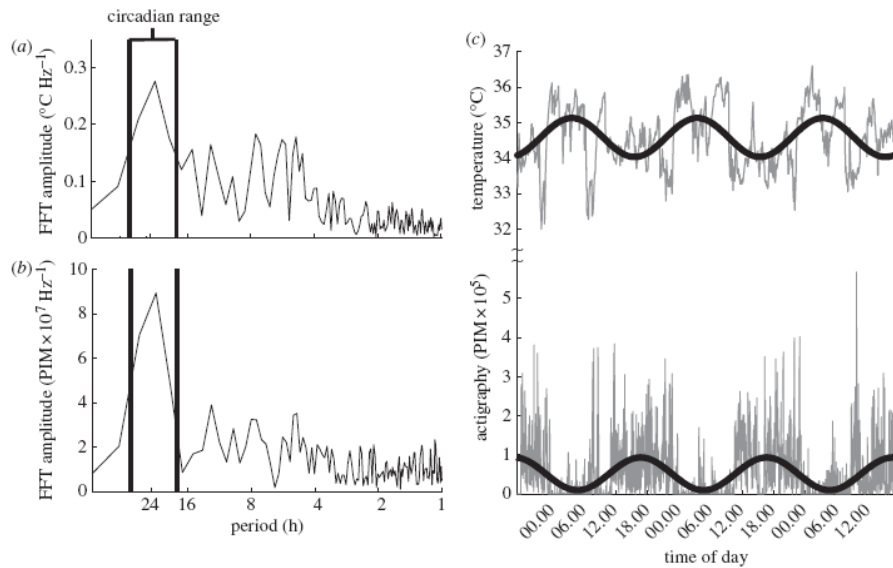 circadian range
(a)
0.3
0.2
0.1
0
FFT amplitude (°C Hz⁻¹)
(b)
10
8
6
4
2
0
FFT amplitude (PIM × 10⁷ Hz⁻¹)
24 16 8 4 2 1
period (h)
(c)
37
36
35
34
33
32
temperature (°C)
5
4
3
2
1
0
actigraphy (PIM × 10⁵)
00.00 06.00 12.00 18.00 00.00 06.00 12.00 18.00 00.00 06.00 12.00
time of day